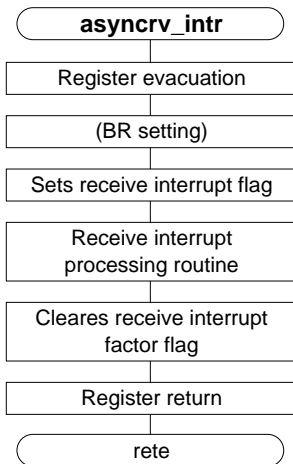 asyncrv_intr
Register evacuation
(BR setting)
Sets receive interrupt flag
Receive interrupt
processing routine
Cleares receive interrupt
factor flag
Register return
rete